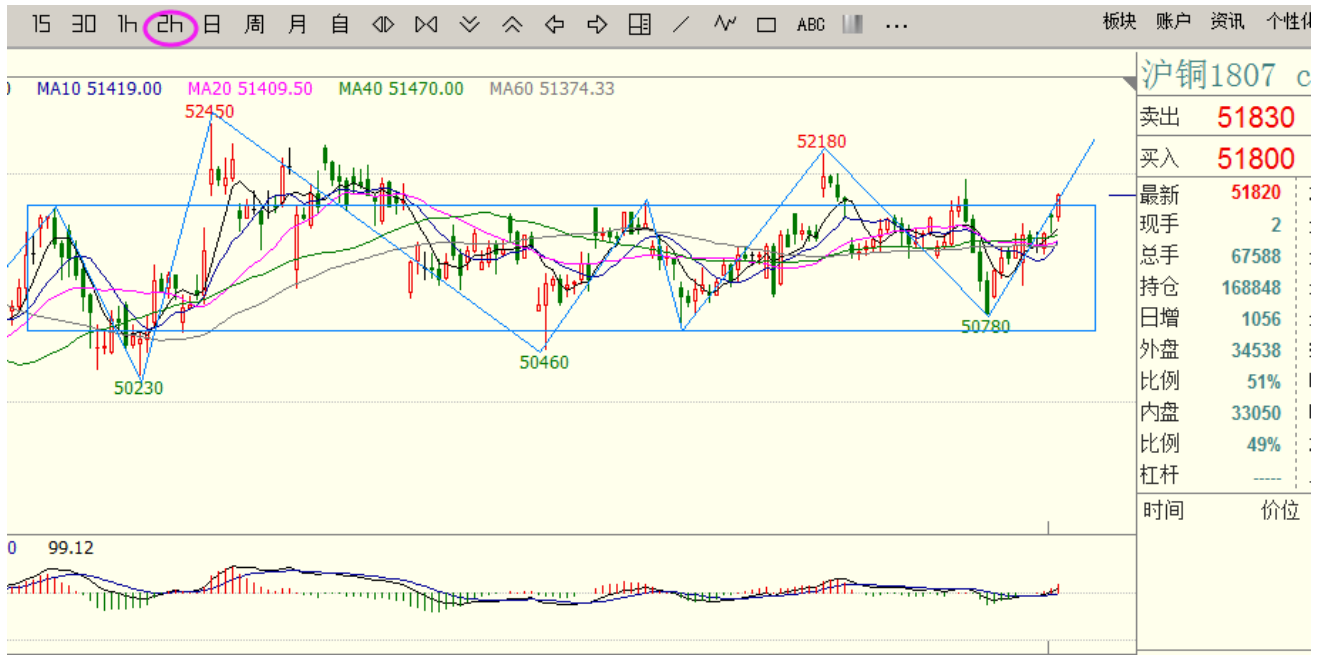 15 30 1h 2h 日 周 月 自 ABC ... 板块 账户 资讯 个性化
MA10 51419.00 MA20 51409.50 MA40 51470.00 MA60 51374.33
52450
52180
50780
50460
50230
99.12
沪铜1807 c
卖出 51830
买入 51800
最新 51820
现手 2
总手 67588
持仓 168848
日增 1056
外盘 34538
比例 51%
内盘 33050
比例 49%
杠杆 -----
时间 价位